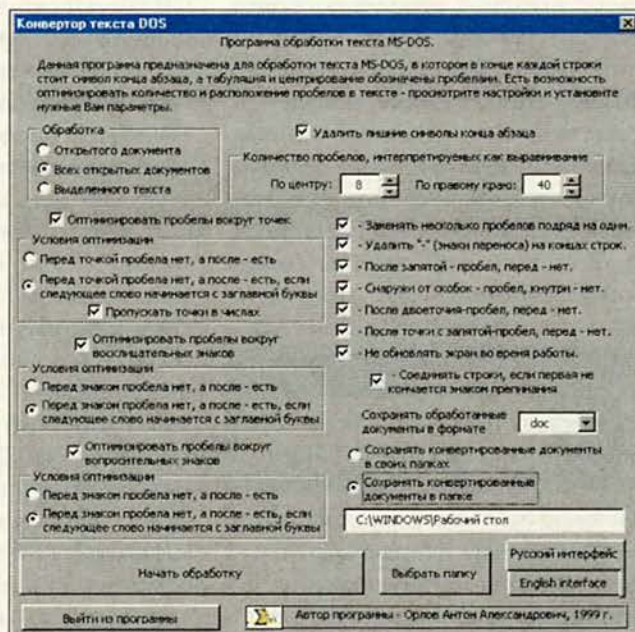 Конвертор текста DOS
Программа обработки текста MS-DOS.
Данная программа предназначена для обработки текста MS-DOS, в котором в конце каждой строки
стоит символ конца абзаца, а табуляция и центрирование обозначены пробелами. Есть возможность
оптимизировать количество и расположение пробелов в тексте - просмотрите настройки и установите
нужные Вам параметры.
Обработка
Открытого документа
Всех открытых документов
Выделенного текста
Удалить лишние символы конца абзаца
Количество пробелов, интерпретируемых как выравнивание
По центру: 8 По правому краю: 40
Оптимизировать пробелы вокруг точек
Условия оптимизации
Перед точкой пробела нет, а после - есть
Перед точкой пробела нет, а после - есть, если
следующее слово начинается с заглавной буквы
Пропускать точки в числах
Оптимизировать пробелы вокруг
восклицательных знаков
Условия оптимизации
Перед знаком пробела нет, а после - есть
Перед знаком пробела нет, а после - есть, если
следующее слово начинается с заглавной буквы
Оптимизировать пробелы вокруг
вопросительных знаков
Условия оптимизации
Перед знаком пробела нет, а после - есть
Перед знаком пробела нет, а после - есть, если
следующее слово начинается с заглавной буквы
- Заменять несколько пробелов подряд на один.
- Удалить "-" (знаки переноса) на концах строк.
- После запятой - пробел, перед - нет.
- Снаружи от скобок - пробел, кнутри - нет.
- После двоеточия-пробел, перед - нет.
- После точки с запятой-пробел, перед - нет.
- Не обновлять экран во время работы.
- Соединять строки, если первая не
кончается знаком препинания
Сохранять обработанные
документы в формате doc
Сохранять конвертированные документы
в своих папках
Сохранять конвертированные
документы в папке
C:\WINDOWS\Рабочий стол
Начать обработку
Выбрать папку
Русский интерфейс
English interface
Выйти из программы
Автор программы - Орлов Антон Александрович, 1999 г.